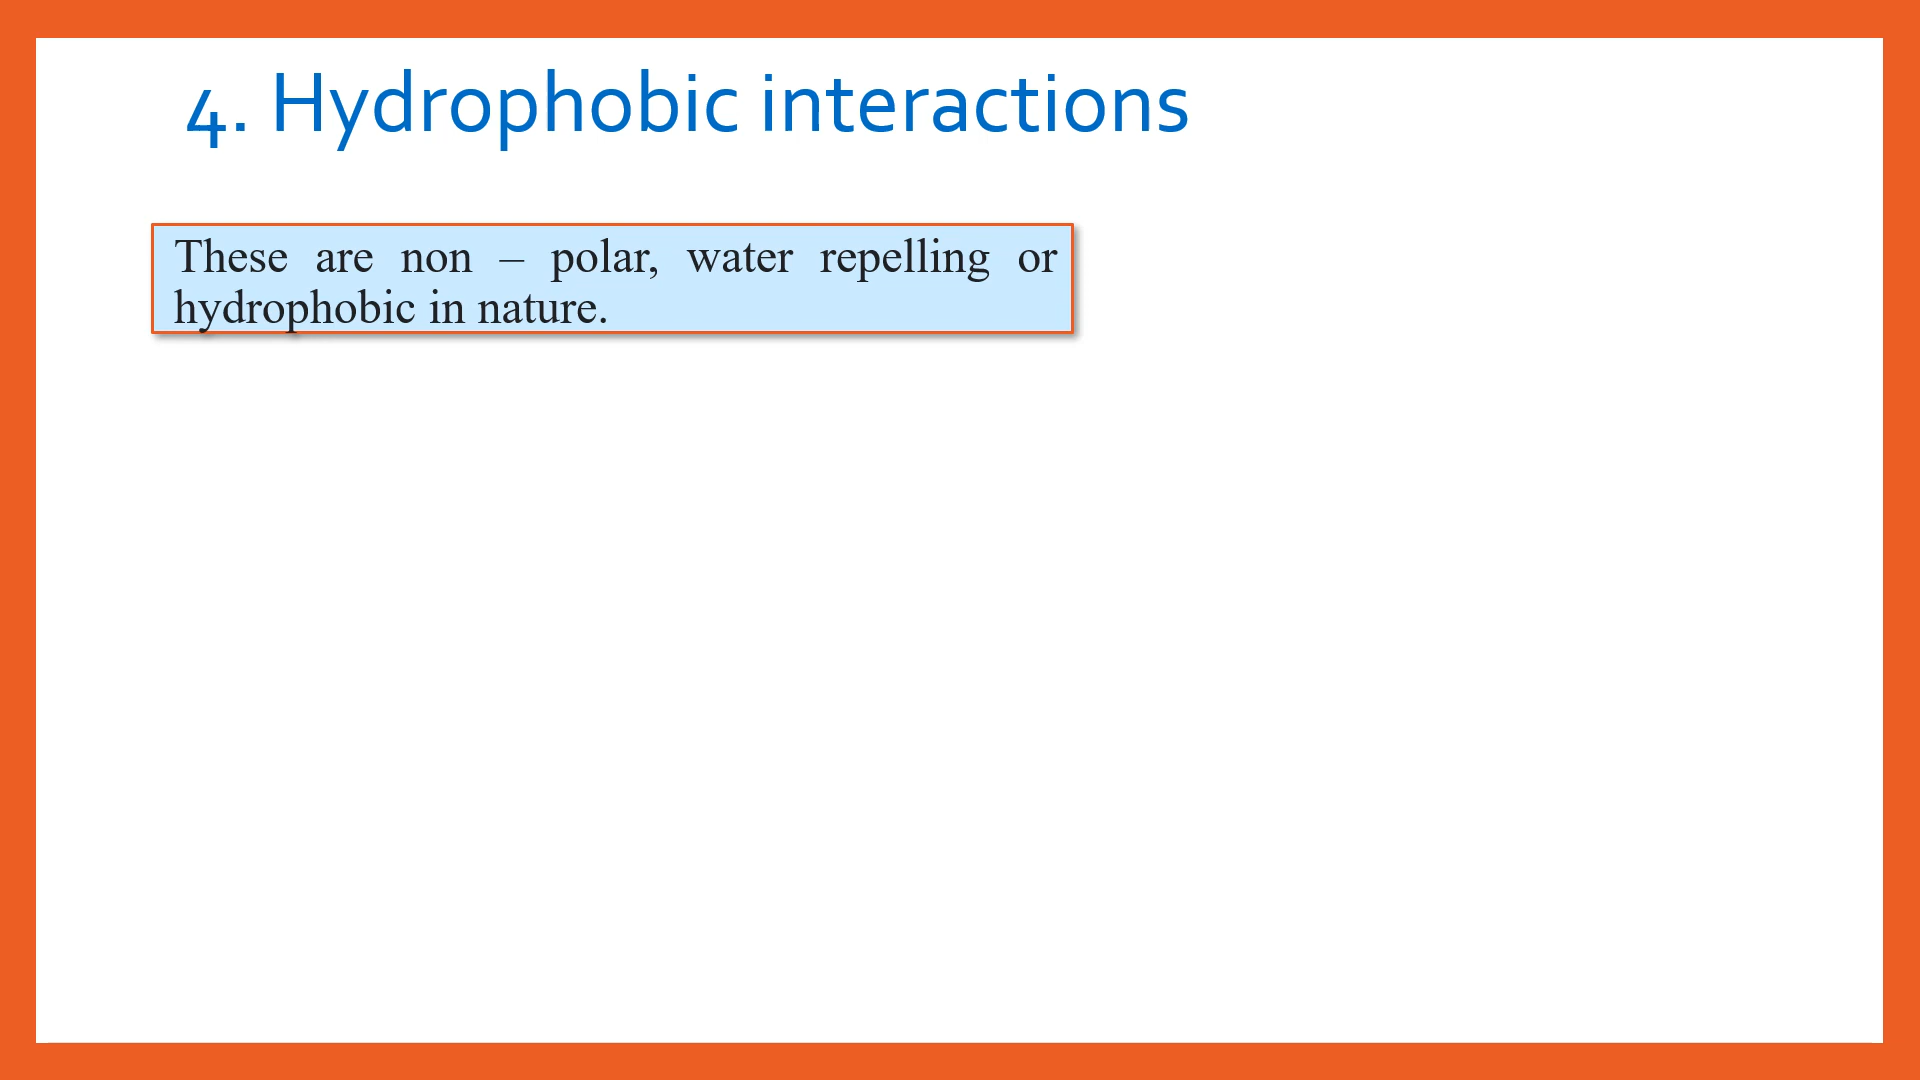 4. Hydrophobic interactions
These are non – polar, water repelling or
hydrophobic in nature.